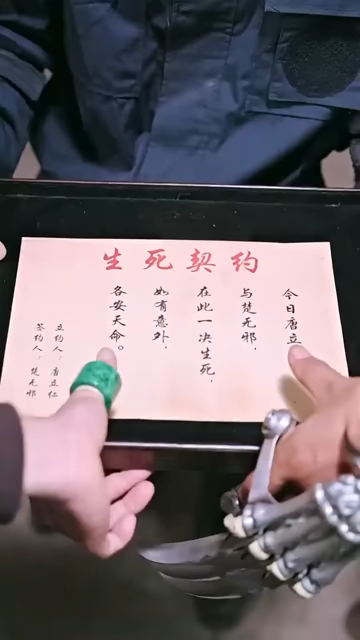 生死契约
今日唐立
与楚无邪，
在此一决生死，
如有意外，
各安天命。
立约人：唐立仁
签约人：楚无邪